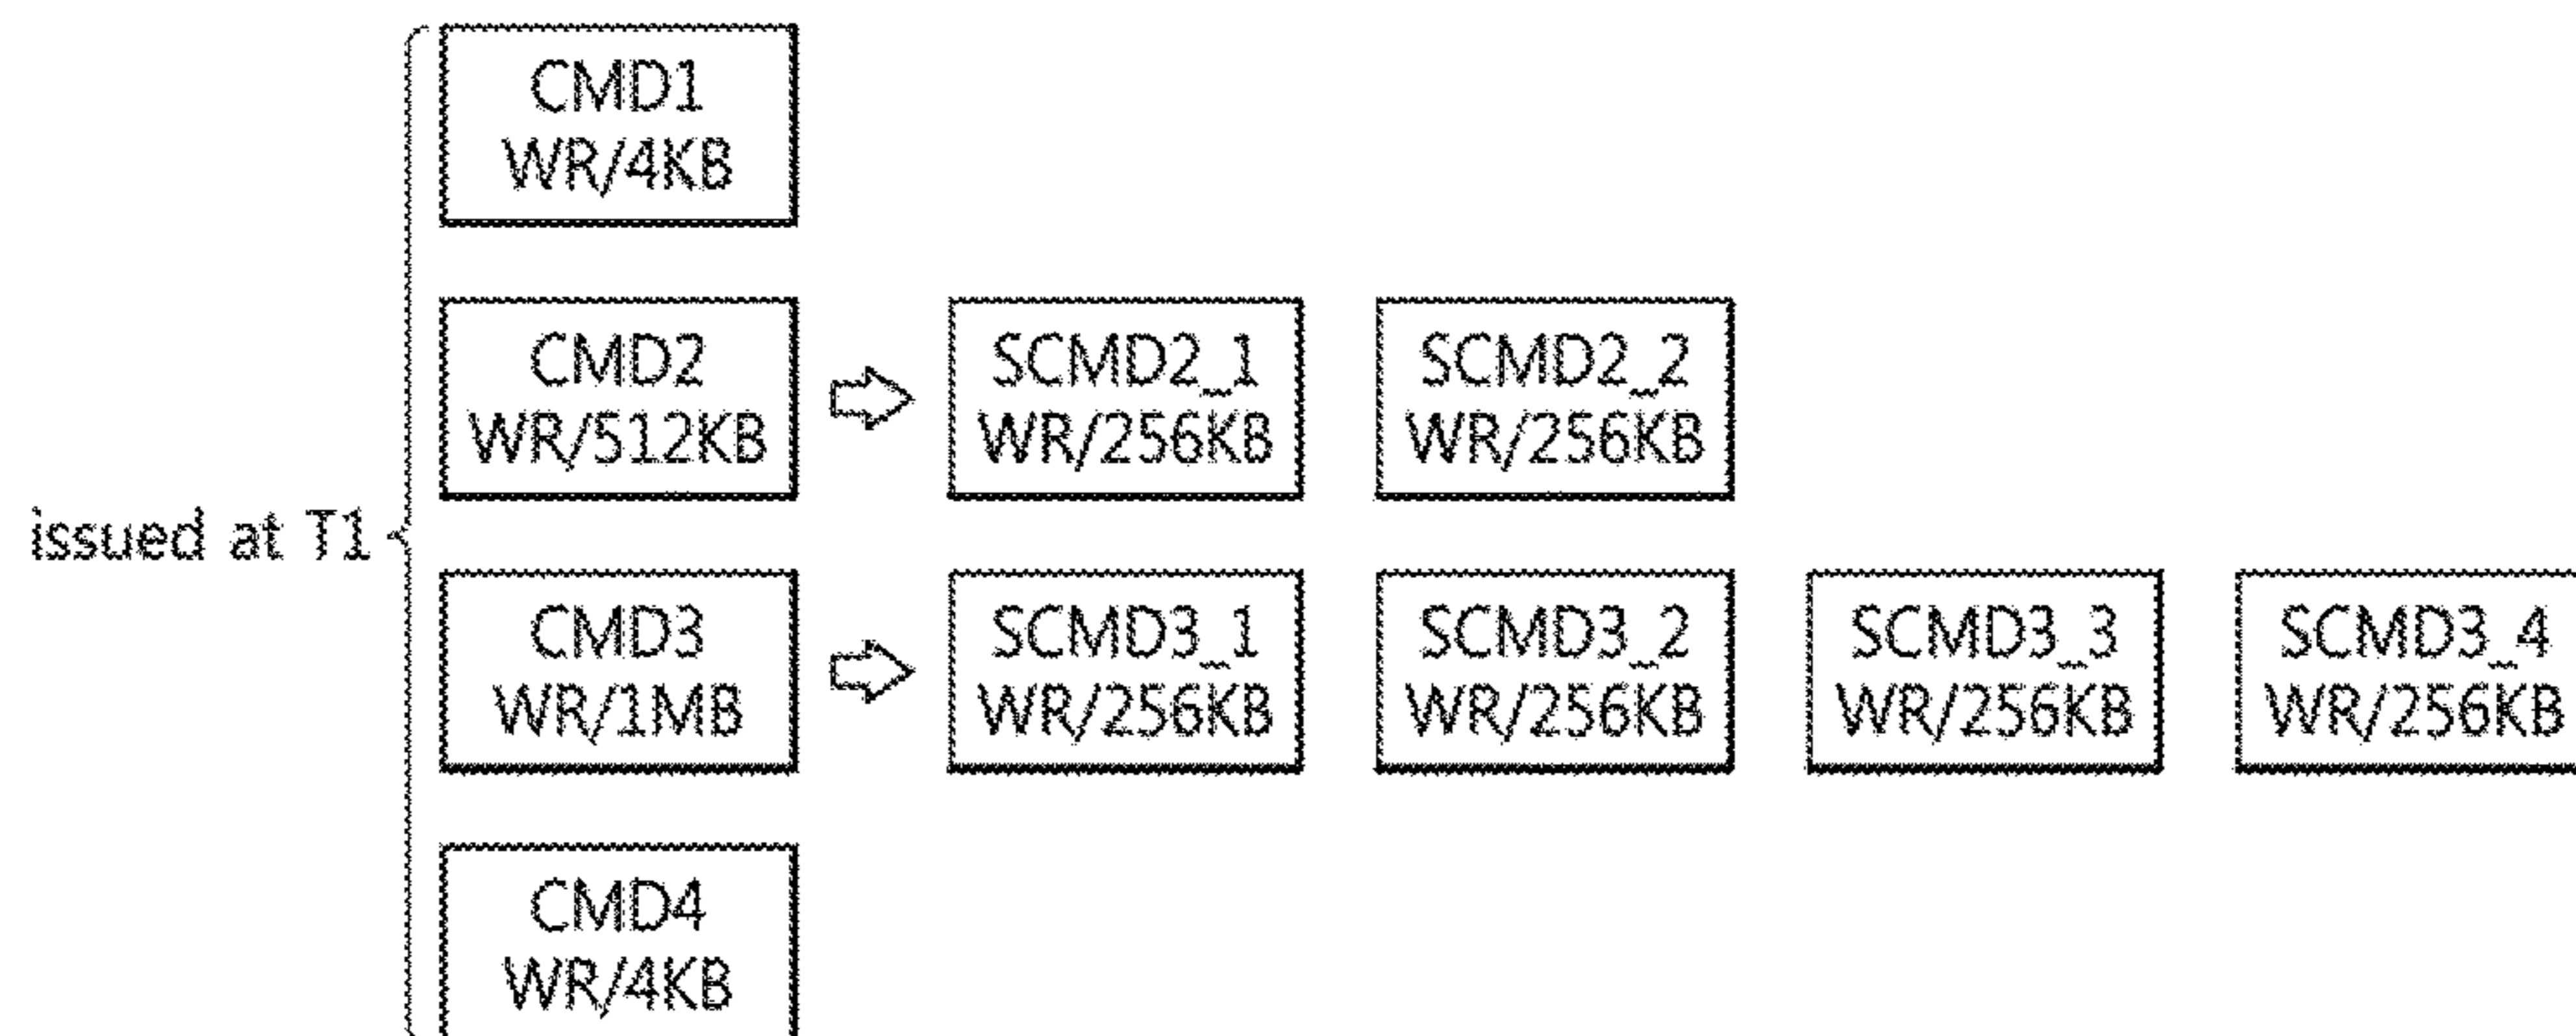 CMD1
WR/4KB
CMD2
WR/512KB
SCMD2_1
WR/256KB
SCMD2_2
WR/256KB
issued at T1
CMD3
WR/1MB
SCMD3_1
WR/256KB
SCMD3_2
WR/256KB
SCMD3_3
WR/256KB
SCMD3_4
WR/256KB
CMD4
WR/4KB